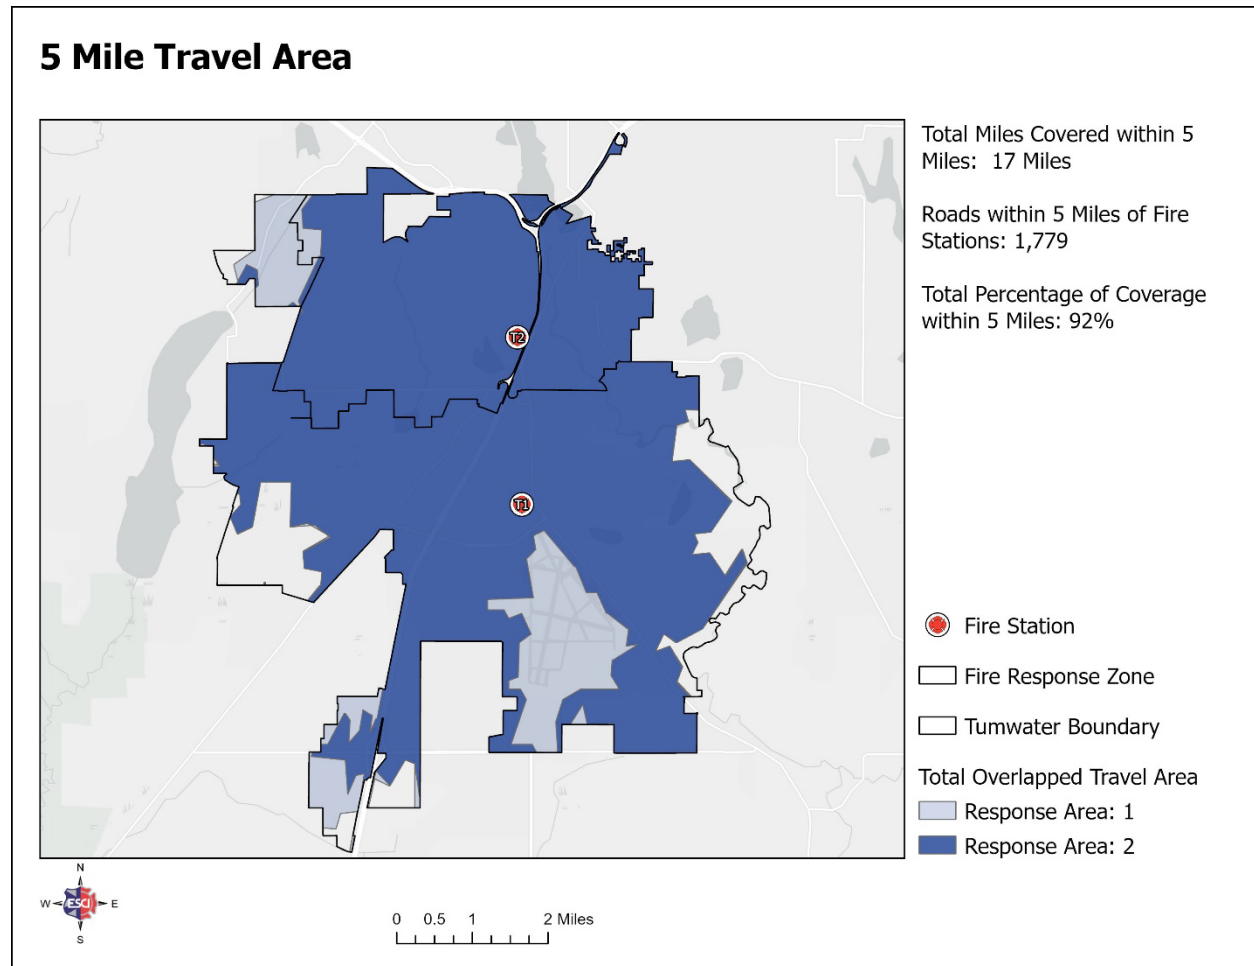 5 Mile Travel Area
Total Miles Covered within 5
Miles: 17 Miles
Roads within 5 Miles of Fire
Stations: 1,779
Total Percentage of Coverage
within 5 Miles: 92%
T2
T1
Fire Station
Fire Response Zone
Tumwater Boundary
Total Overlapped Travel Area
Response Area: 1
Response Area: 2
N
W ESCI E
S
0 0.5 1 2 Miles